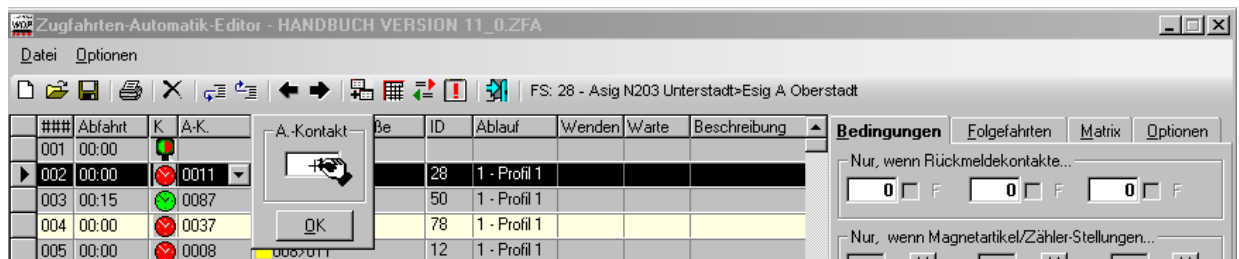 Zugfahrten-Automatik-Editor - HANDBUCH VERSION 11_0.ZFA
Datei Optionen
FS: 28 - Asig N203 Unterstadt>Esig A Oberstadt
### Abfahrt K A-K. ße ID Ablauf Wenden Warte Beschreibung
001 00:00
002 00:00 0011 28 1 - Profil 1
003 00:15 0087 50 1 - Profil 1
004 00:00 0037 78 1 - Profil 1
005 00:00 0008 12 1 - Profil 1
A.-Kontakt
OK
Bedingungen Folgefahrten Matrix Optionen
Nur, wenn Rückmeldekontakte...
0 F 0 F 0 F
Nur, wenn Magnetartikel/Zähler-Stellungen...